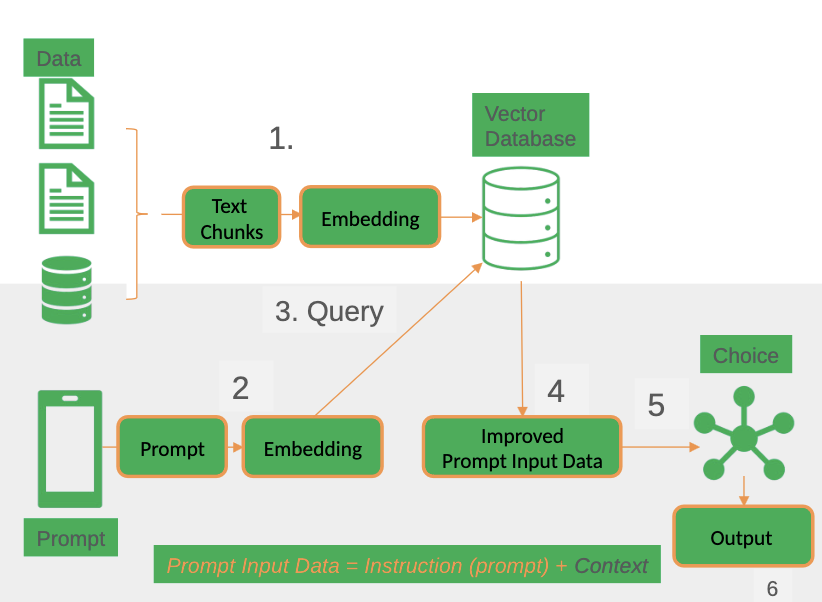 Data
1.
Vector
Database
Text
Chunks
Embedding
3. Query
2
4
5
Choice
Prompt
Embedding
Improved
Prompt Input Data
Prompt
Output
Prompt Input Data = Instruction (prompt) + Context
6